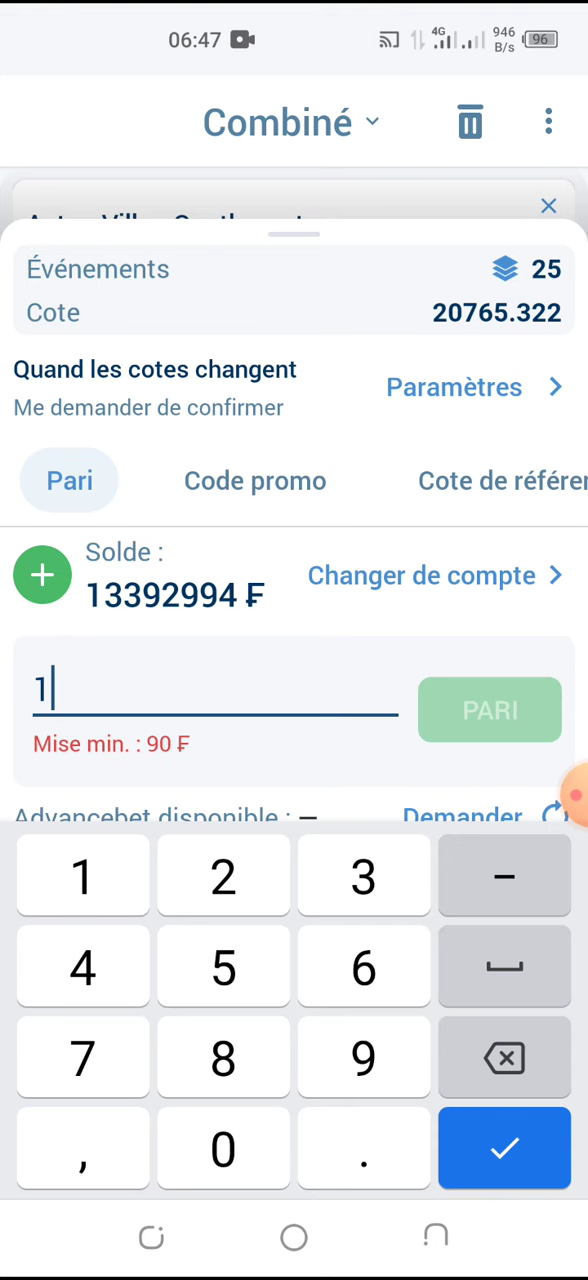 06:47
4G
946 B/s
96
Combiné
Événements
25
Cote
20765.322
Quand les cotes changent
Me demander de confirmer
Paramètres
Pari
Code promo
Cote de référer
Solde :
13392994 ₣
Changer de compte
1
PARI
Mise min. : 90 ₣
Advancebet disponible : —
Demander
1 2 3 –
4 5 6
7 8 9
, 0 .